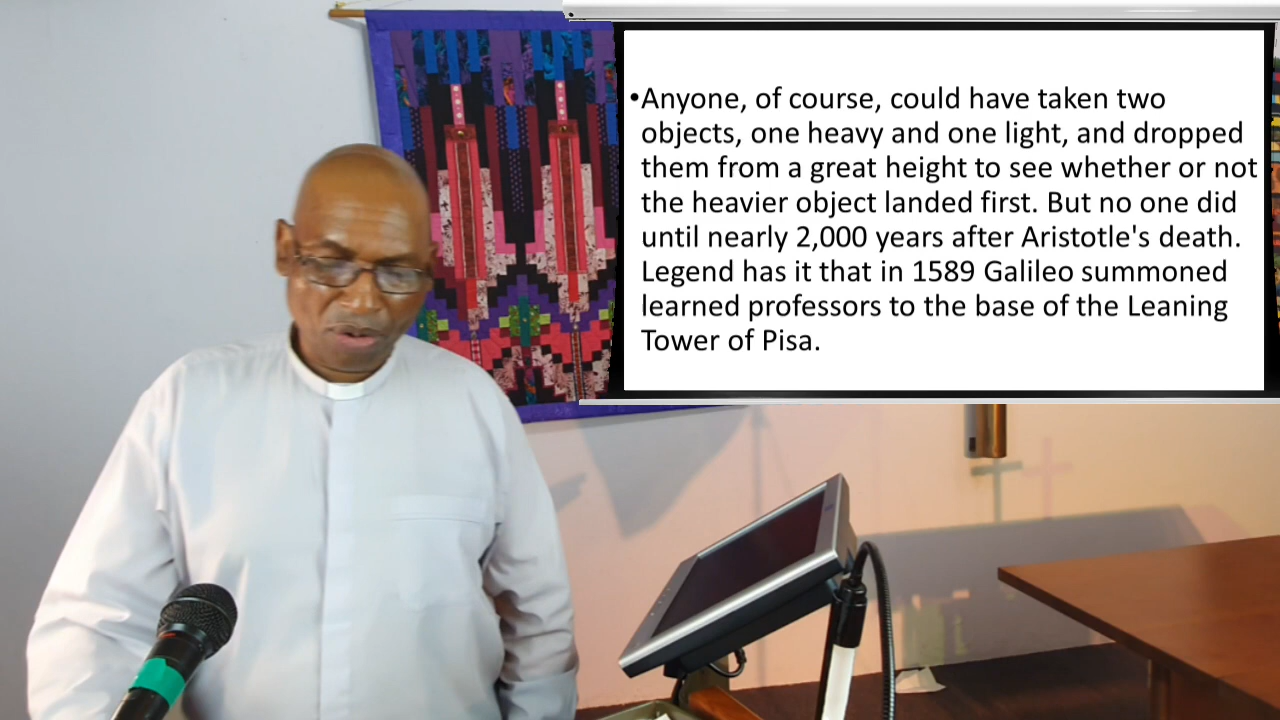 •Anyone, of course, could have taken two
objects, one heavy and one light, and dropped
them from a great height to see whether or not
the heavier object landed first. But no one did
until nearly 2,000 years after Aristotle's death.
Legend has it that in 1589 Galileo summoned
learned professors to the base of the Leaning
Tower of Pisa.